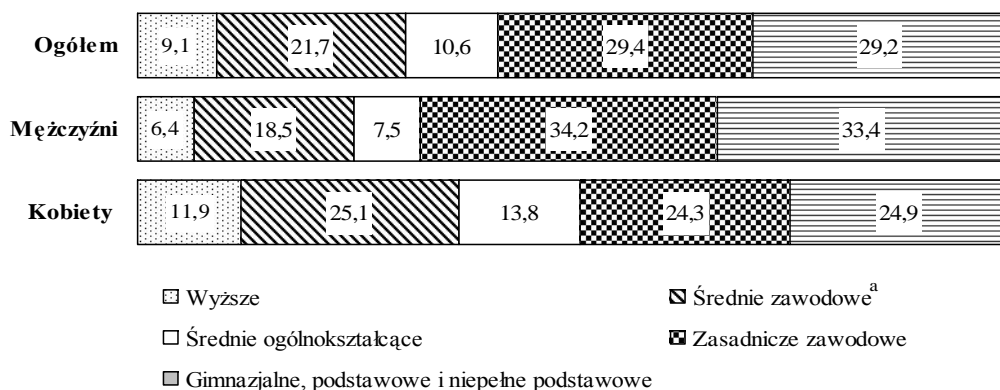 Ogółem 9,1 21,7 10,6 29,4 29,2
Mężczyźni 6,4 18,5 7,5 34,2 33,4
Kobiety 11,9 25,1 13,8 24,3 24,9
Wyższe Średnie zawodowe a
Średnie ogólnokształcące Zasadnicze zawodowe
Gimnazjalne, podstawowe i niepełne podstawowe